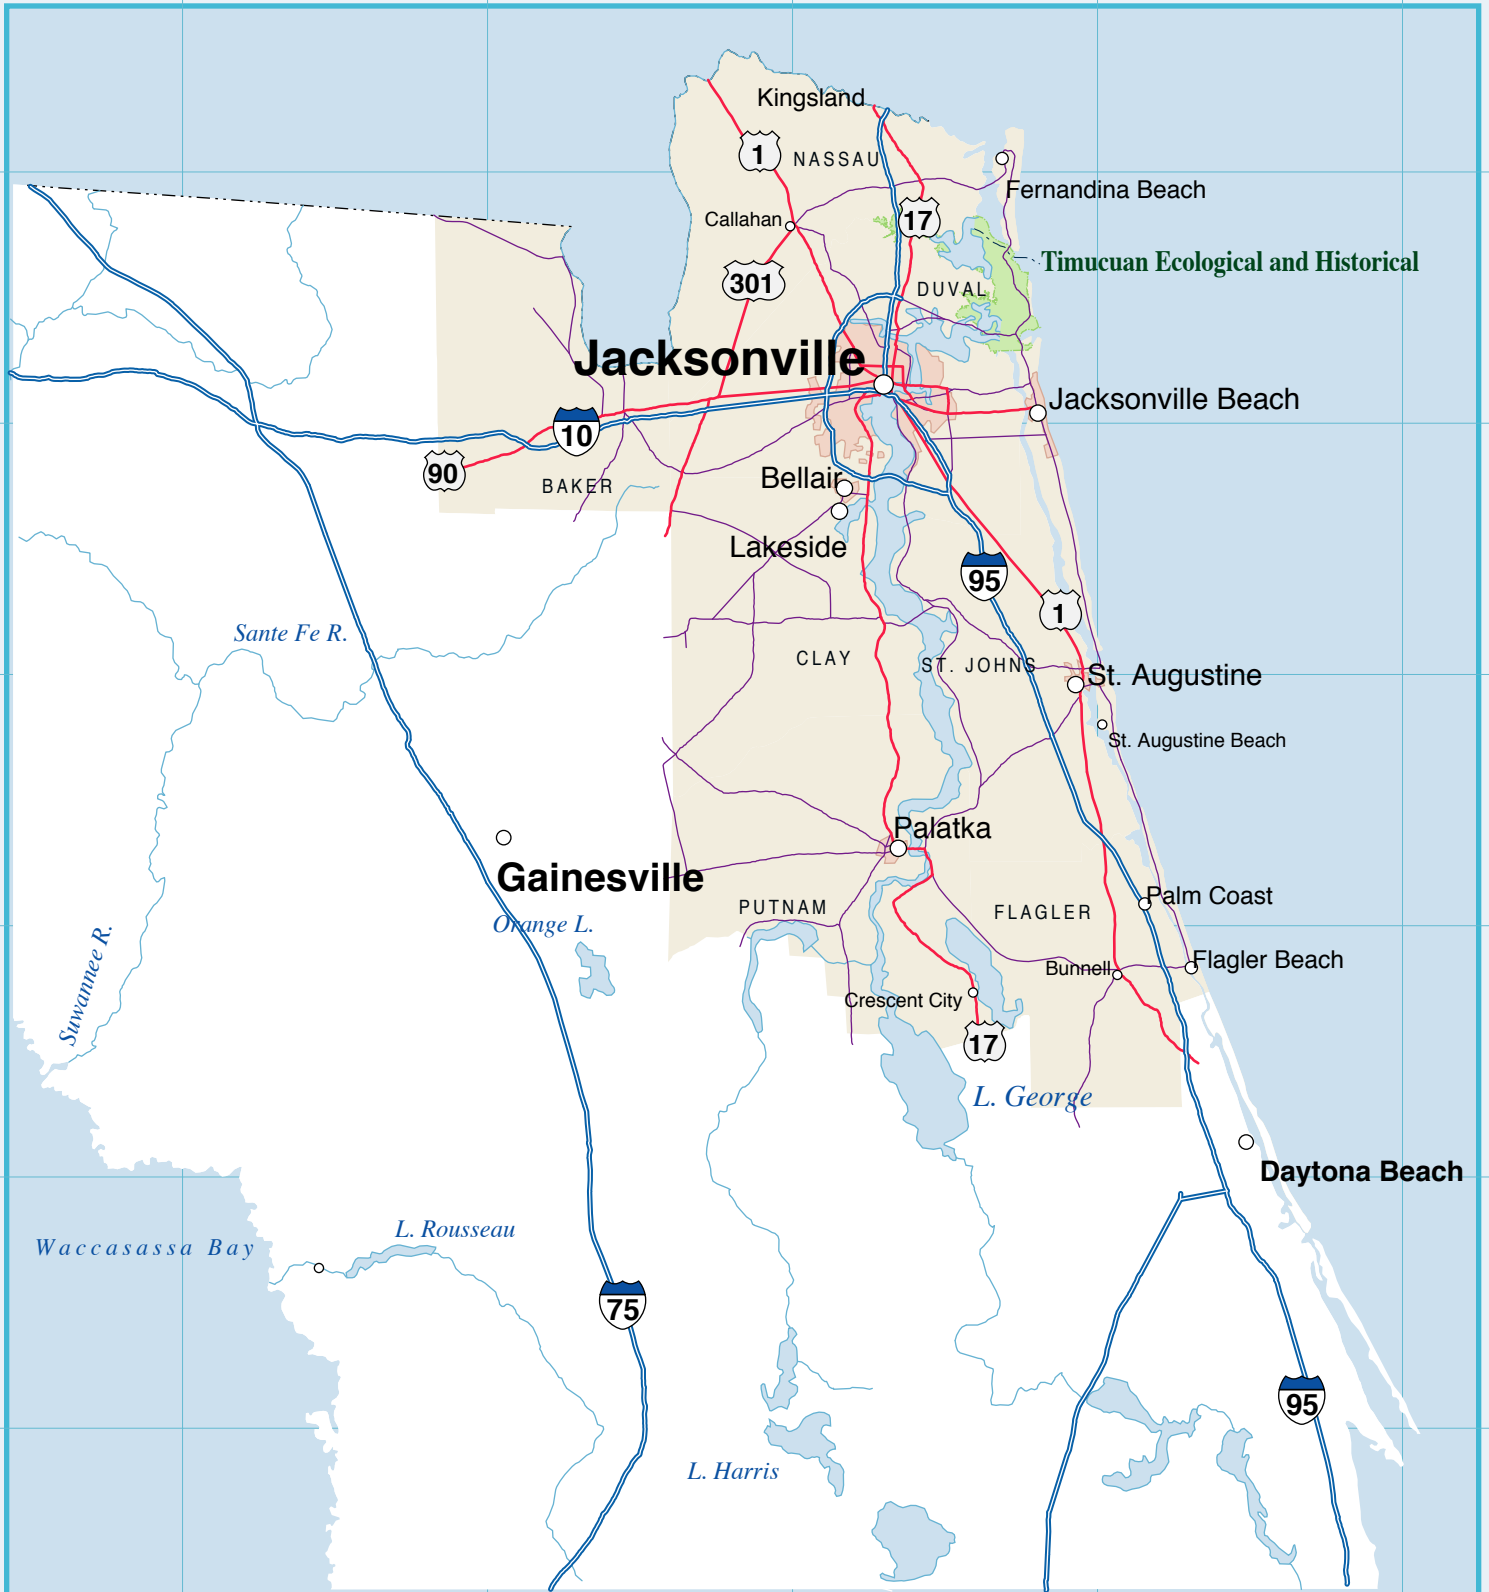 Kingsland
1
NASSAU
Fernandina Beach
Callahan
17
Timucuan Ecological and Historical
301
DUVAL
Jacksonville
Jacksonville Beach
10
90
BAKER
Bellair
Lakeside
95
1
Sante Fe R.
CLAY
ST. JOHNS
St. Augustine
St. Augustine Beach
Palatka
Gainesville
Palm Coast
PUTNAM
FLAGLER
Orange L.
Suwannee R.
Bunnell
Flagler Beach
Crescent City
17
L. George
Daytona Beach
L. Rousseau
Waccasassa Bay
75
95
L. Harris